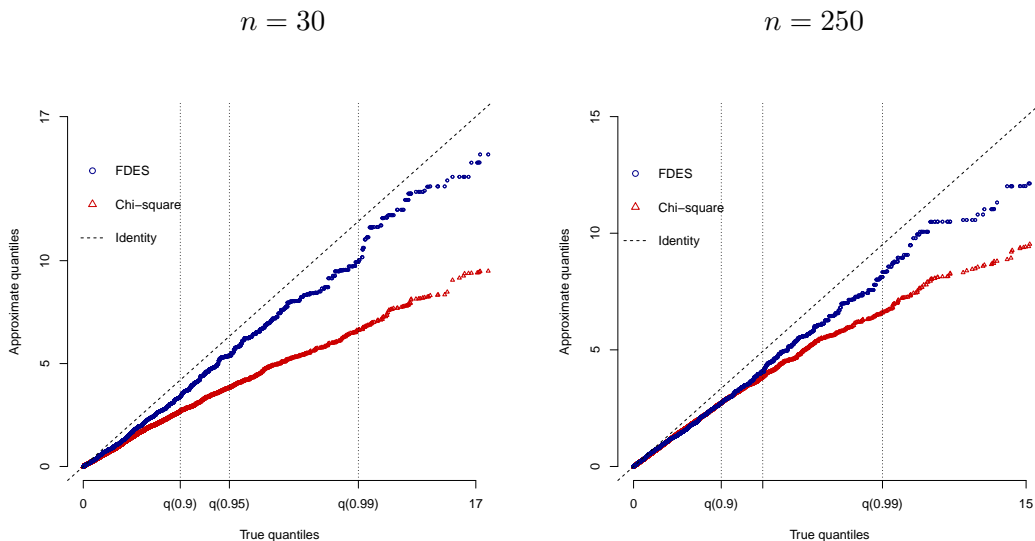 n = 30
17
10
5
0
Approximate quantiles
FDES
Chi−square
Identity
0
q(0.9)
q(0.95)
q(0.99)
17
True quantiles
n = 250
15
10
5
0
Approximate quantiles
FDES
Chi−square
Identity
0
q(0.9)
q(0.99)
15
True quantiles